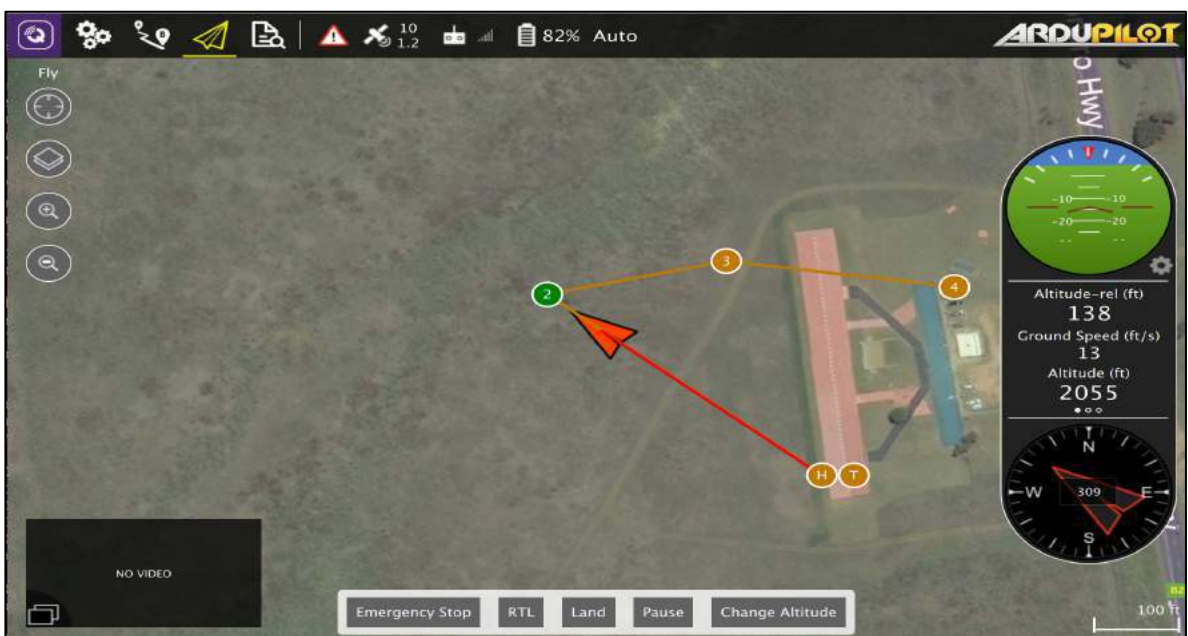 10
1.2
82% Auto
ARDUPILOT
Fly
ro Hwy
3
2
4
H T
-10 -10
-20 -20
Altitude-rel (ft)
138
Ground Speed (ft/s)
13
Altitude (ft)
2055
N
W 309 E
S
NO VIDEO
Emergency Stop RTL Land Pause Change Altitude
100 ft